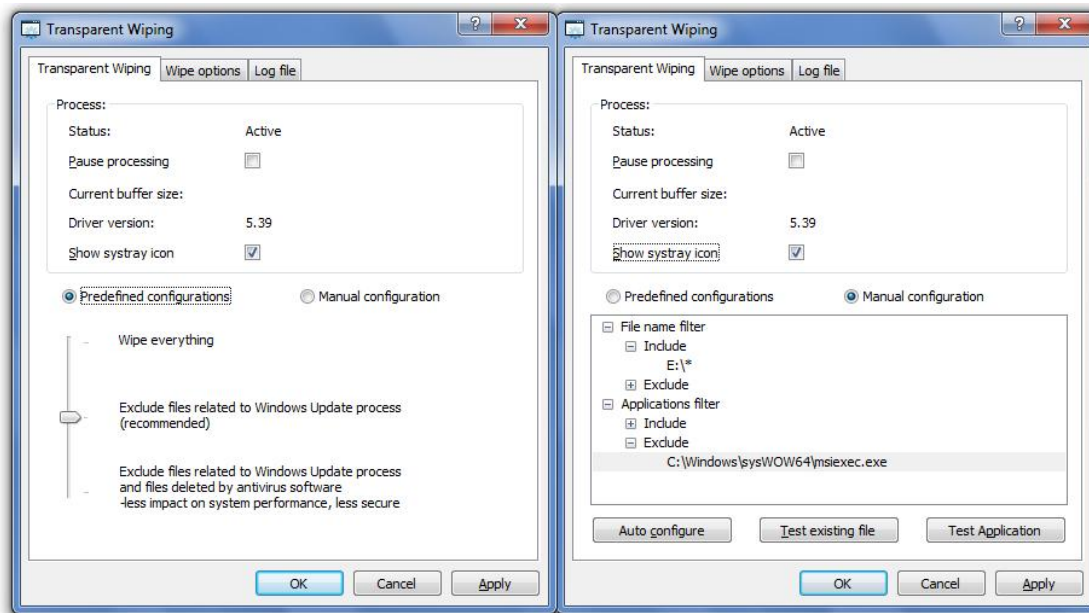 Transparent Wiping
Transparent Wiping Wipe options Log file
Process:
Status: Active
Pause processing
Current buffer size:
Driver version: 5.39
Show systray icon
Predefined configurations Manual configuration
Wipe everything
Exclude files related to Windows Update process
(recommended)
Exclude files related to Windows Update process
and files deleted by antivirus software
-less impact on system performance, less secure
OK Cancel Apply
Transparent Wiping
Transparent Wiping Wipe options Log file
Process:
Status: Active
Pause processing
Current buffer size:
Driver version: 5.39
Show systray icon
Predefined configurations Manual configuration
File name filter
Include
E:\*
Exclude
Applications filter
Include
Exclude
C:\Windows\sysWOW64\msiexec.exe
Auto configure Test existing file Test Application
OK Cancel Apply